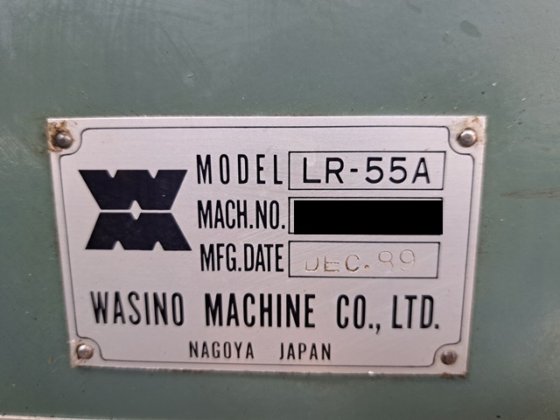 MODEL LR-55A
MACH.NO.
MFG.DATE DEC. 89
WASINO MACHINE CO., LTD.
NAGOYA JAPAN